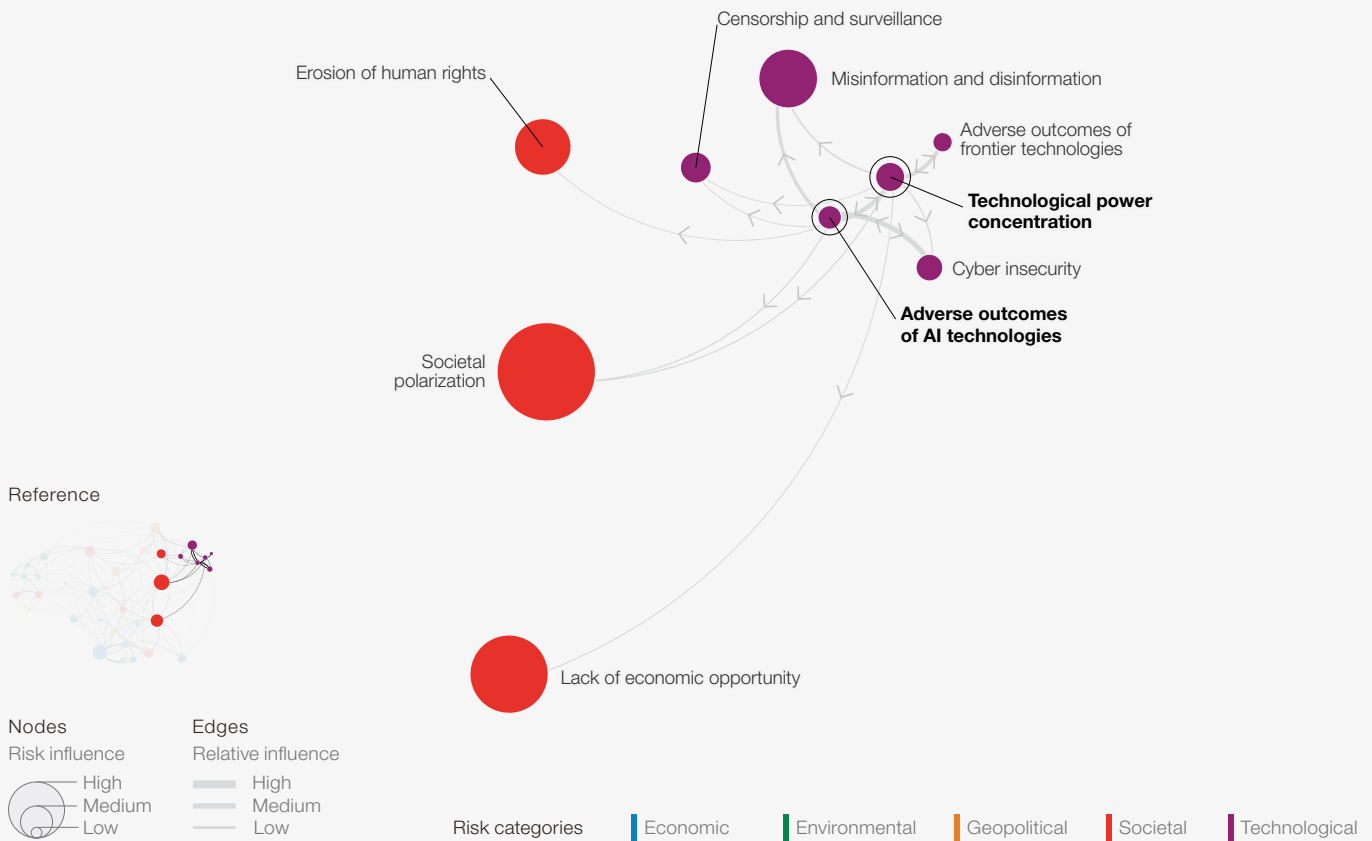 Censorship and surveillance
Erosion of human rights
Misinformation and disinformation
Adverse outcomes of
frontier technologies
Technological power
concentration
Cyber insecurity
Adverse outcomes
of AI technologies
Societal
polarization
Lack of economic opportunity
Reference
Nodes
Risk influence
High
Medium
Low
Edges
Relative influence
High
Medium
Low
Risk categories
Economic
Environmental
Geopolitical
Societal
Technological